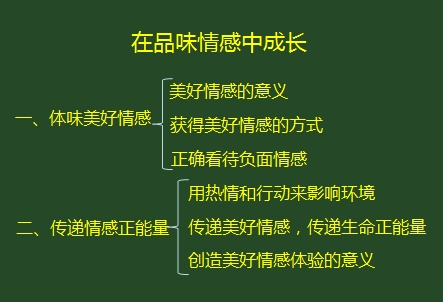 在品味情感中成长
一、体味美好情感
美好情感的意义
获得美好情感的方式
正确看待负面情感
二、传递情感正能量
用热情和行动来影响环境
传递美好情感，传递生命正能量
创造美好情感体验的意义